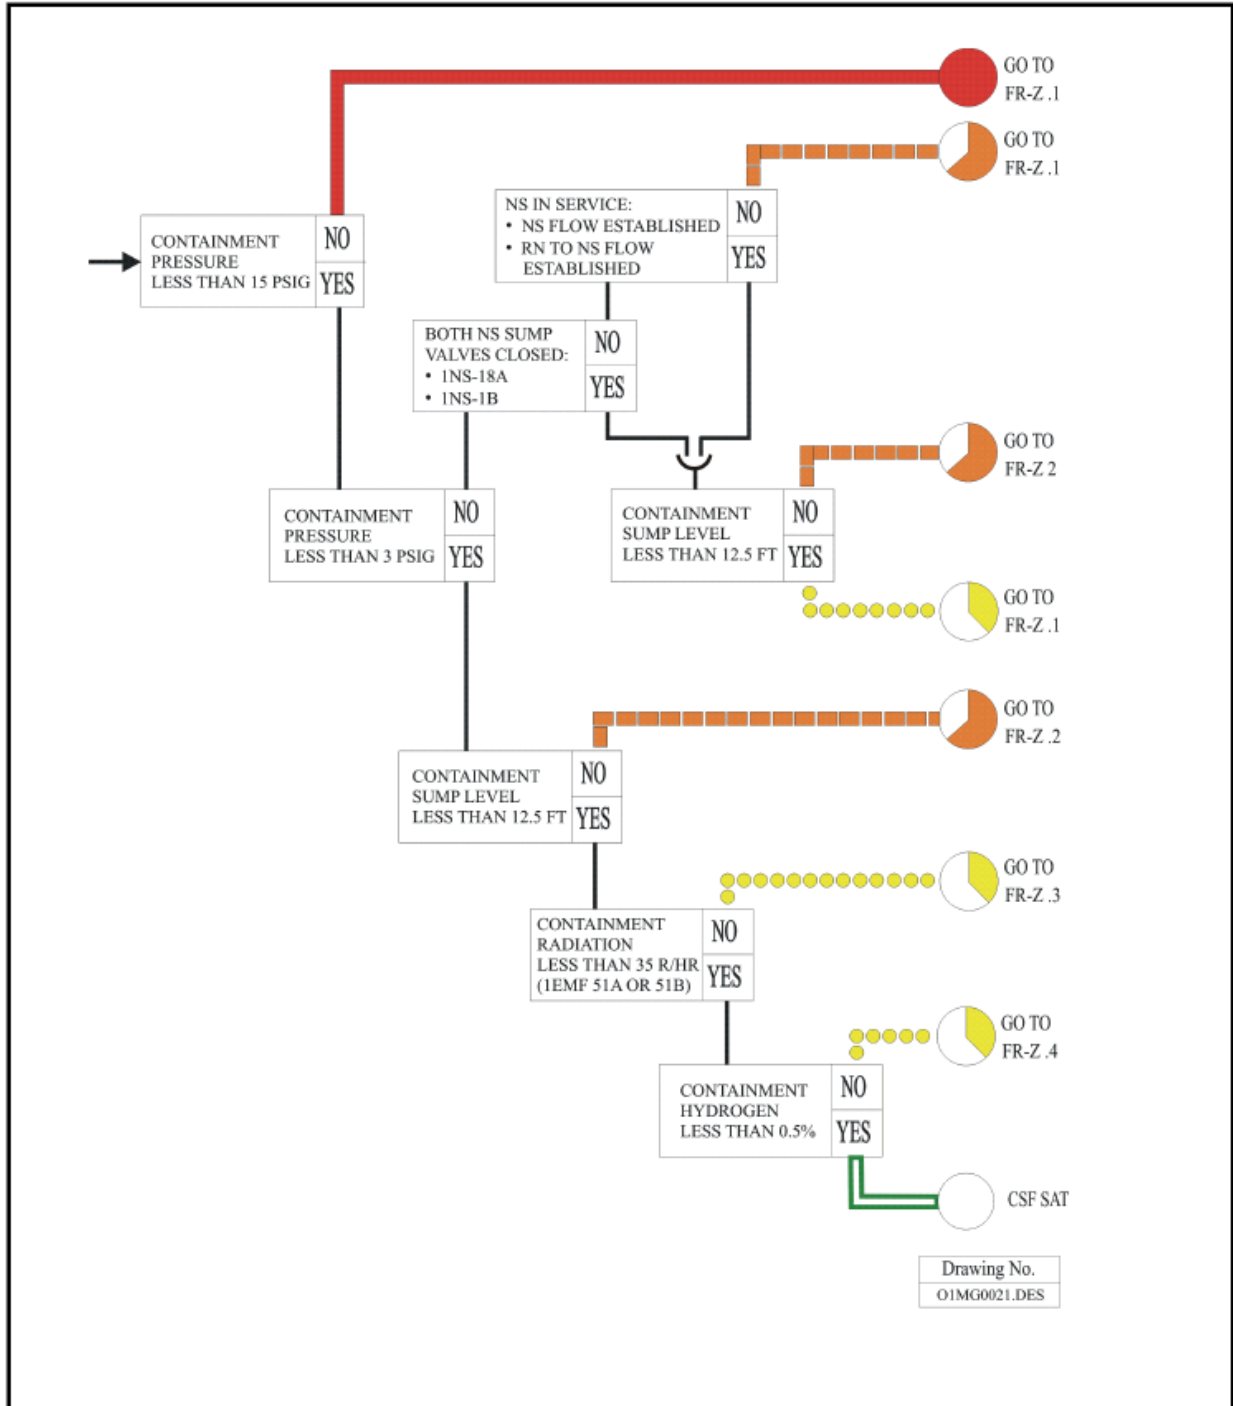 GO TO
FR-Z .1
GO TO
FR-Z .1
NS IN SERVICE:
• NS FLOW ESTABLISHED
• RN TO NS FLOW
ESTABLISHED
NO
YES
CONTAINMENT
PRESSURE
LESS THAN 15 PSIG
NO
YES
BOTH NS SUMP
VALVES CLOSED:
• 1NS-18A
• 1NS-1B
NO
YES
GO TO
FR-Z 2
CONTAINMENT
PRESSURE
LESS THAN 3 PSIG
NO
YES
CONTAINMENT
SUMP LEVEL
LESS THAN 12.5 FT
NO
YES
GO TO
FR-Z .1
GO TO
FR-Z .2
CONTAINMENT
SUMP LEVEL
LESS THAN 12.5 FT
NO
YES
GO TO
FR-Z .3
CONTAINMENT
RADIATION
LESS THAN 35 R/HR
(1EMF 51A OR 51B)
NO
YES
GO TO
FR-Z .4
CONTAINMENT
HYDROGEN
LESS THAN 0.5%
NO
YES
CSF SAT
Drawing No.
O1MG0021.DES